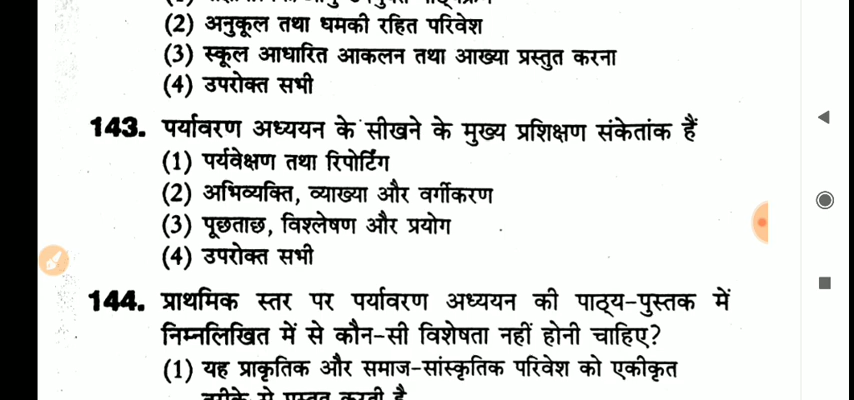 (2) अनुकूल तथा धमकी रहित परिवेश
(3) स्कूल आधारित आकलन तथा आख्या प्रस्तुत करना
(4) उपरोक्त सभी
143. पर्यावरण अध्ययन के सीखने के मुख्य प्रशिक्षण संकेतांक हैं
(1) पर्यवेक्षण तथा रिपोर्टिंग
(2) अभिव्यक्ति, व्याख्या और वर्गीकरण
(3) पूछताछ, विश्लेषण और प्रयोग
(4) उपरोक्त सभी
144. प्राथमिक स्तर पर पर्यावरण अध्ययन की पाठ्य-पुस्तक में
निम्नलिखित में से कौन-सी विशेषता नहीं होनी चाहिए?
(1) यह प्राकृतिक और समाज-सांस्कृतिक परिवेश को एकीकृत
तरीके से प्रस्तुत करती है